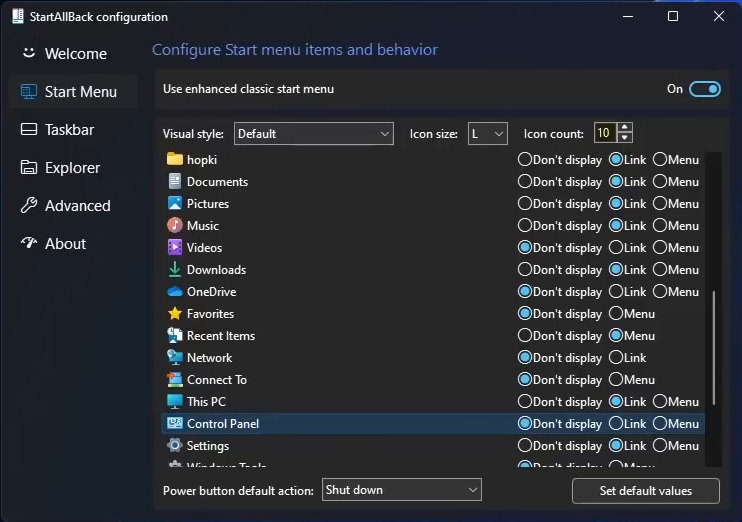 StartAllBack configuration
Welcome
Start Menu
Taskbar
Explorer
Advanced
About
Configure Start menu items and behavior
Use enhanced classic start menu On
Visual style: Default Icon size: L Icon count: 10
hopki Don't display Link Menu
Documents Don't display Link Menu
Pictures Don't display Link Menu
Music Don't display Link Menu
Videos Don't display Link Menu
Downloads Don't display Link Menu
OneDrive Don't display Link Menu
Favorites Don't display Menu
Recent Items Don't display Menu
Network Don't display Link
Connect To Don't display Menu
This PC Don't display Link Menu
Control Panel Don't display Link Menu
Settings Don't display Link Menu
Windows Tools Don't display Menu
Power button default action: Shut down Set default values